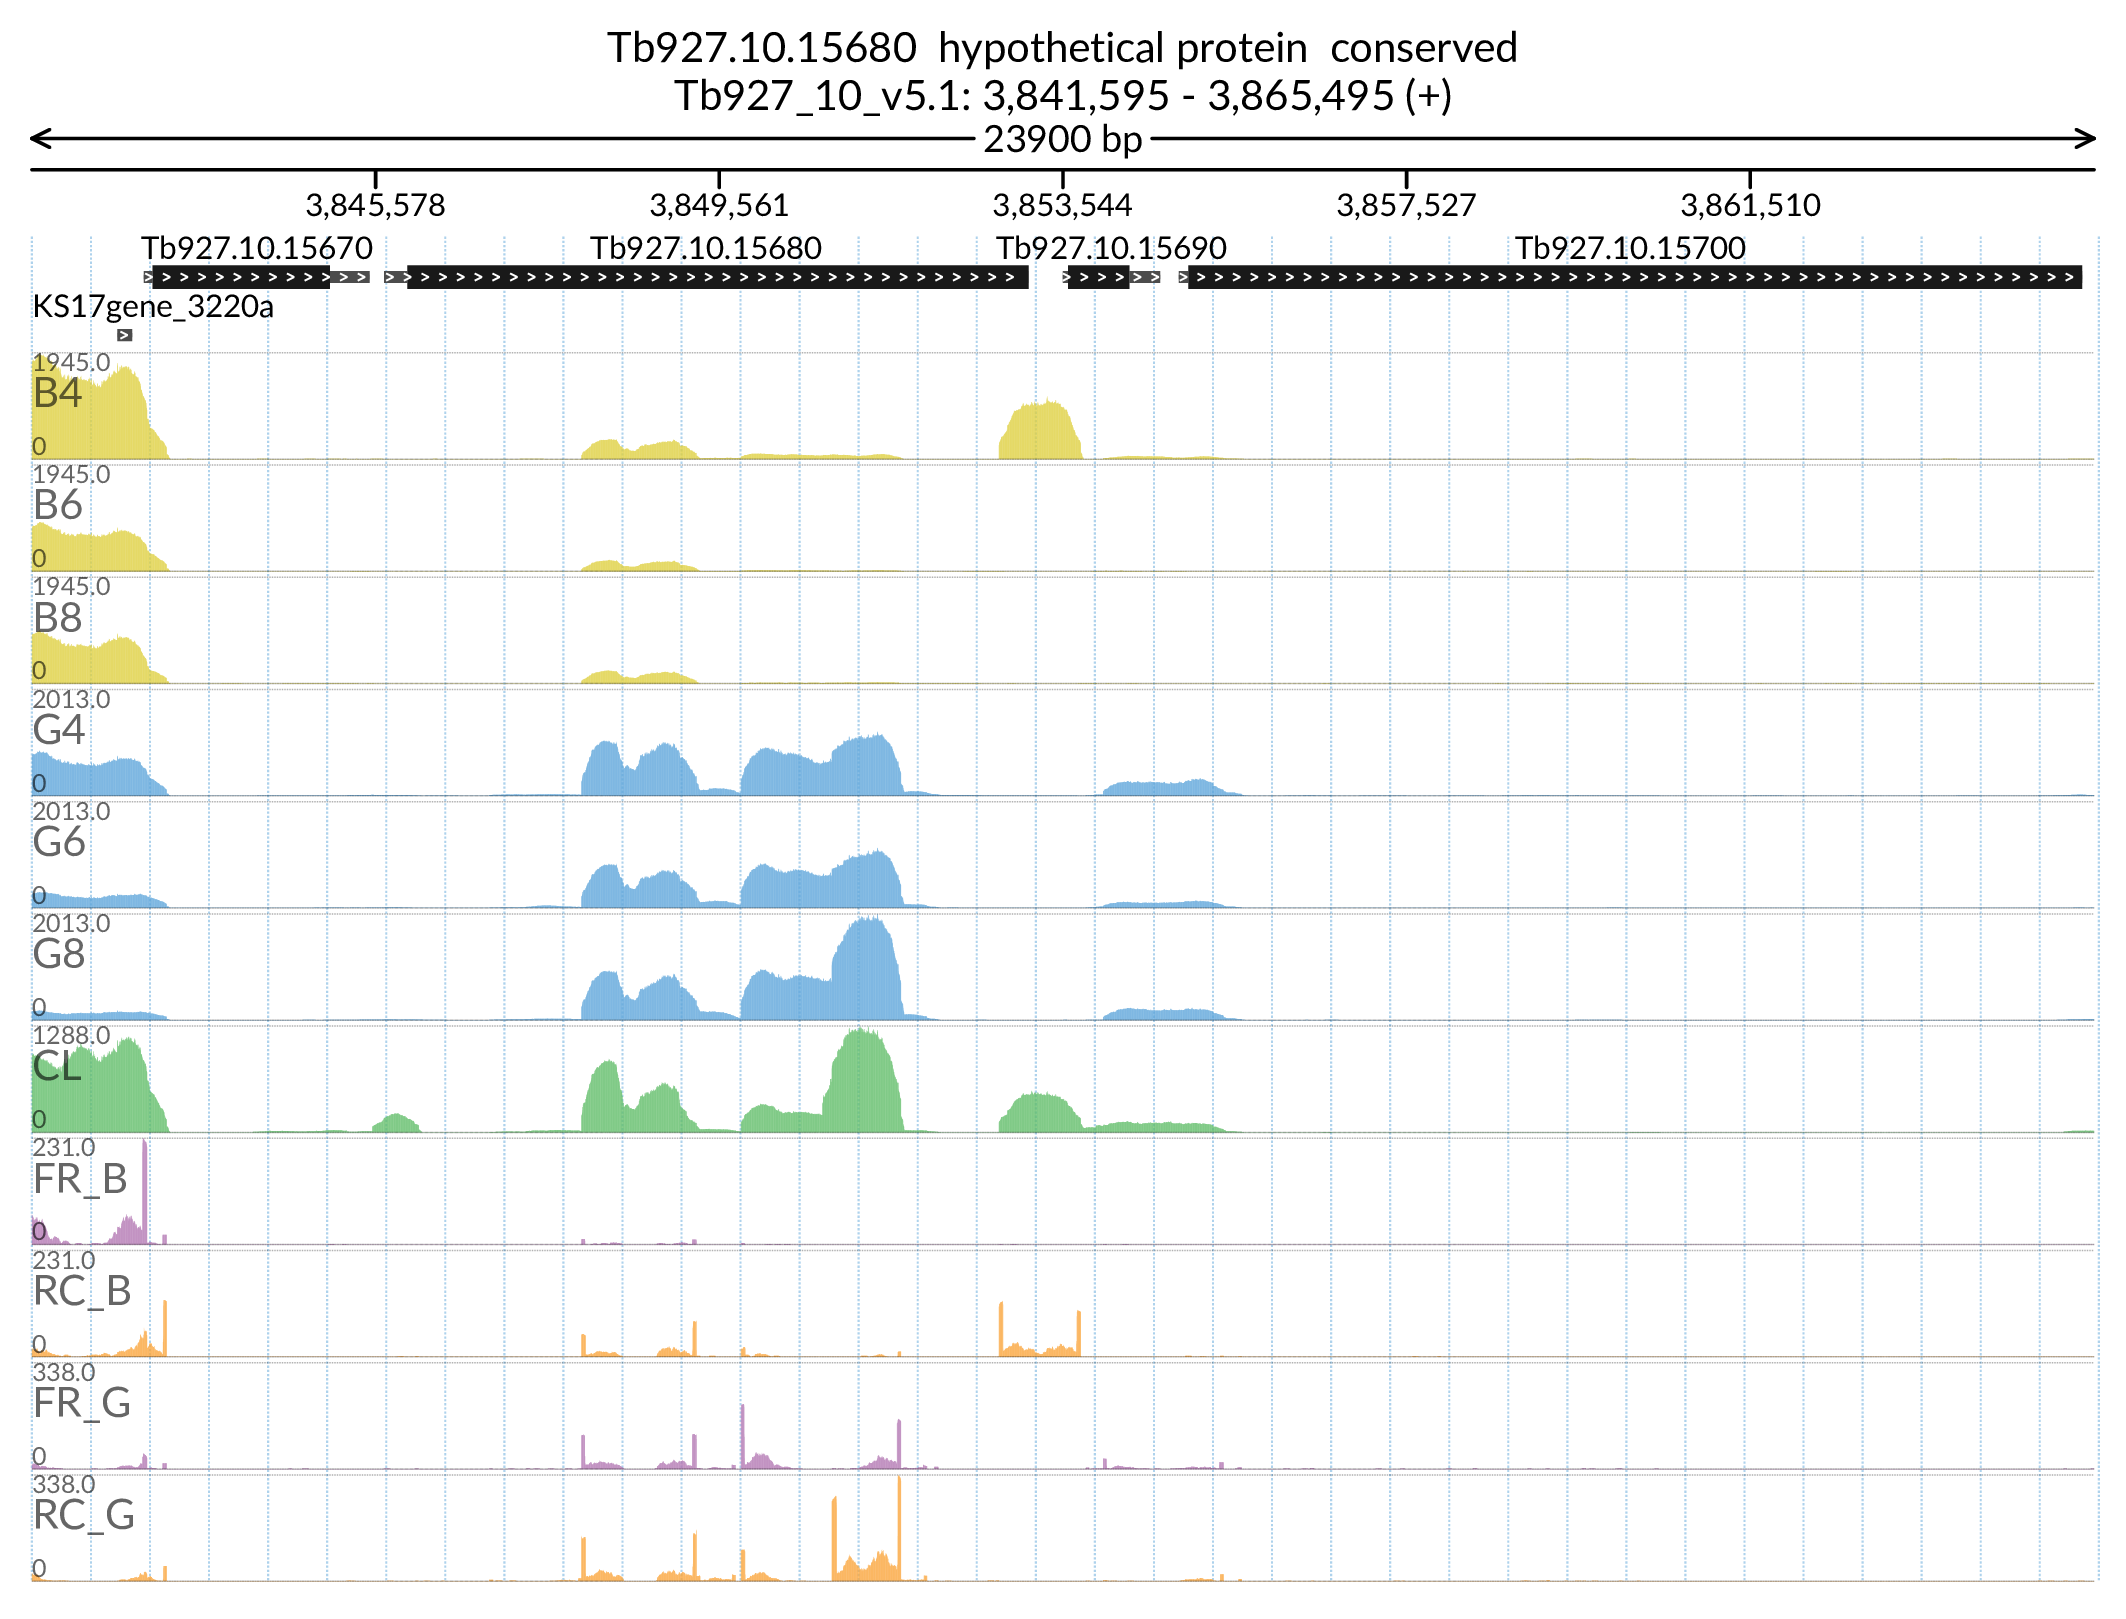 Tb927.10.15680 hypothetical protein conserved
Tb927_10_v5.1: 3,841,595 - 3,865,495 (+)
23900 bp
3,845,578 3,849,561 3,853,544 3,857,527 3,861,510
Tb927.10.15670 Tb927.10.15680 Tb927.10.15690 Tb927.10.15700
KS17gene_3220a
1945.0
B4
0
1945.0
B6
0
1945.0
B8
0
2013.0
G4
0
2013.0
G6
0
2013.0
G8
0
1288.0
CL
0
231.0
FR_B
0
231.0
RC_B
0
338.0
FR_G
0
338.0
RC_G
0